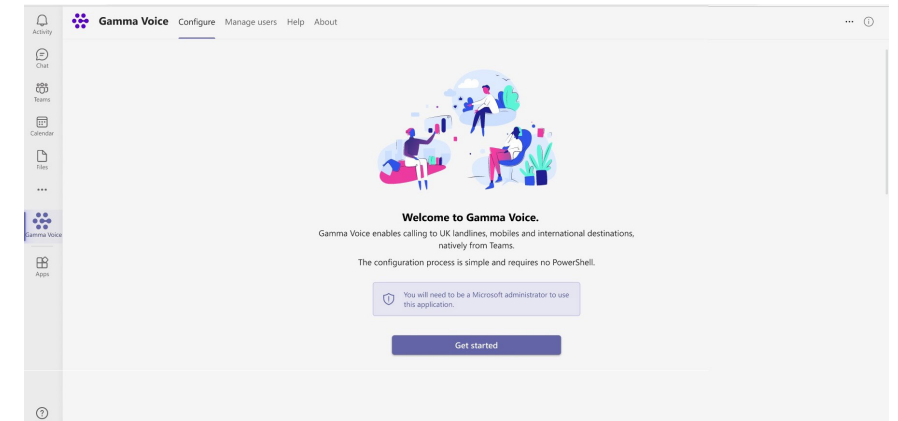 Gamma Voice Configure Manage users Help About
Activity
Chat
Teams
Calendar
Files
Gamma Voice
Apps
Welcome to Gamma Voice.
Gamma Voice enables calling to UK landlines, mobiles and international destinations,
natively from Teams.
The configuration process is simple and requires no PowerShell.
You will need to be a Microsoft administrator to use
this application.
Get started